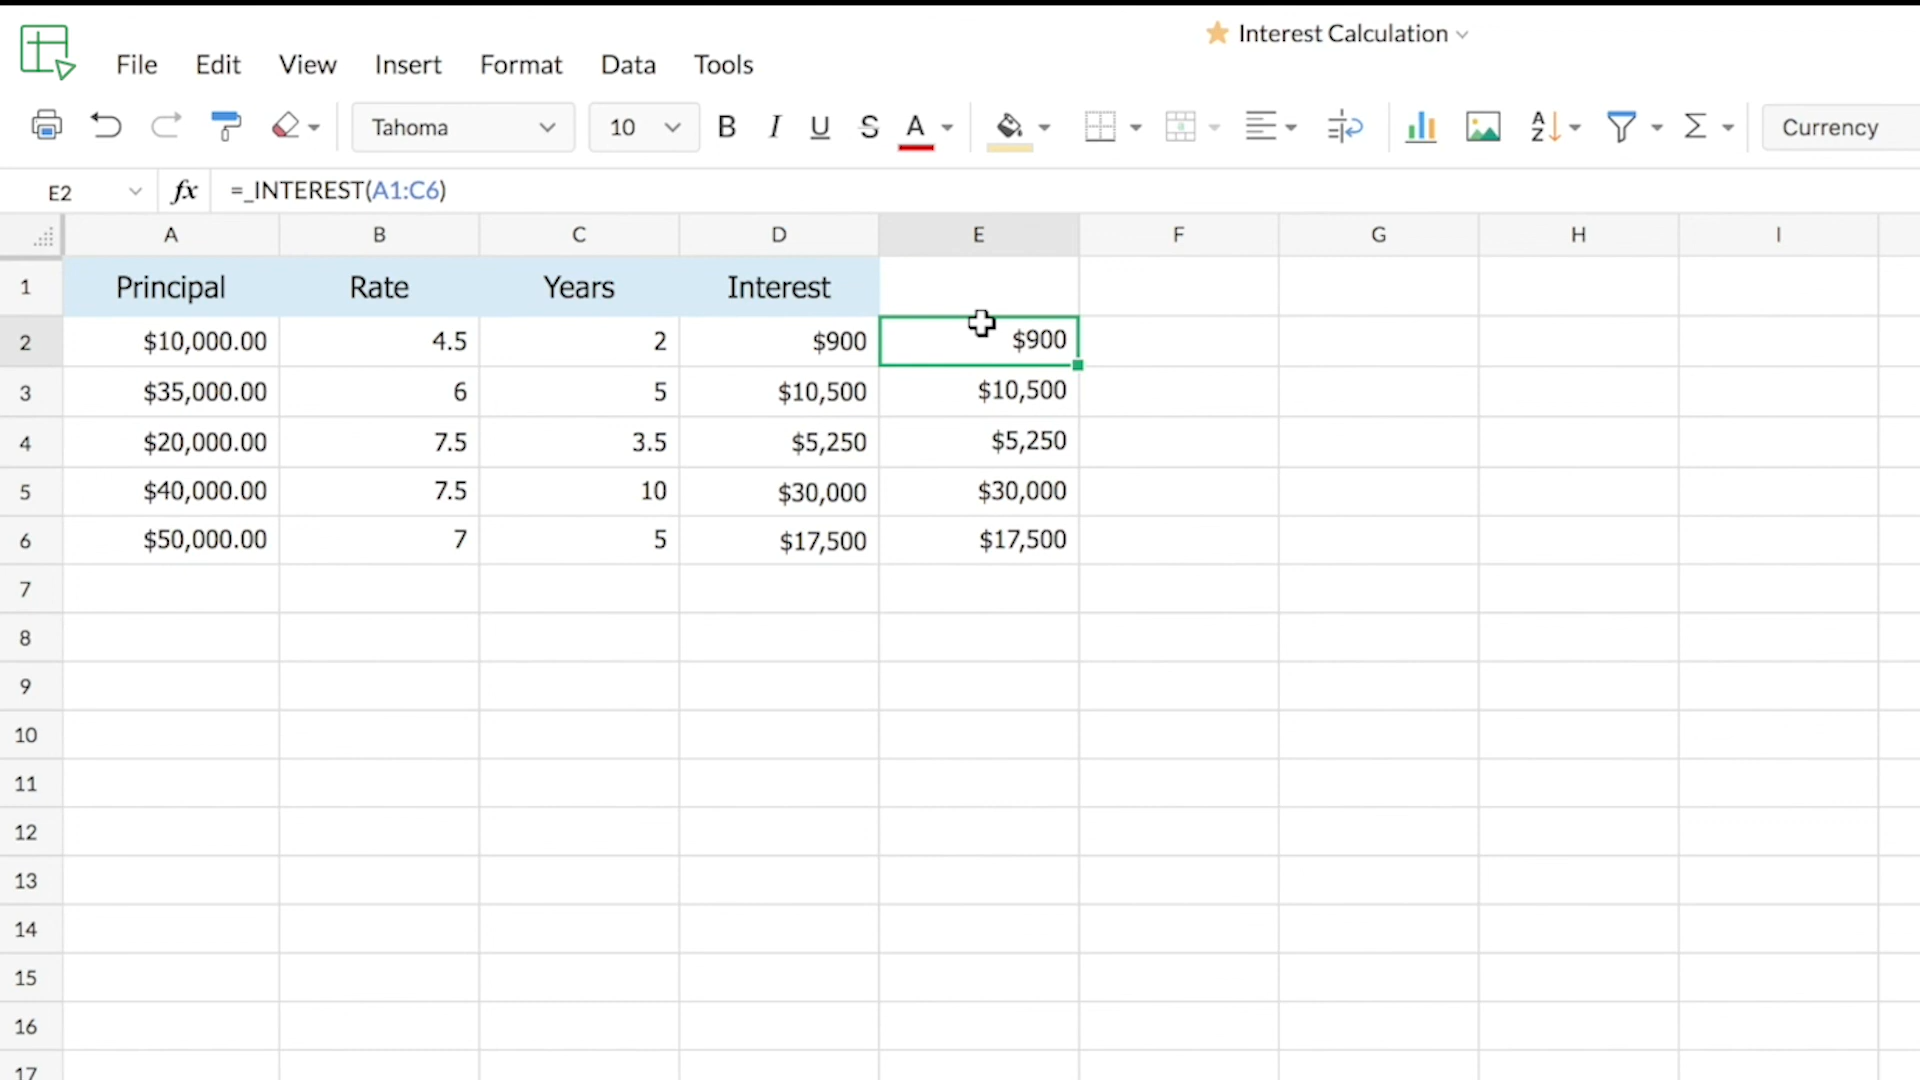 Interest Calculation
File Edit View Insert Format Data Tools
Tahoma 10 B I U S A A Z Σ Currency
E2 fx =_INTEREST(A1:C6)
A B C D E F G H I
1 Principal Rate Years Interest
2 $10,000.00 4.5 2 $900 $900
3 $35,000.00 6 5 $10,500 $10,500
4 $20,000.00 7.5 3.5 $5,250 $5,250
5 $40,000.00 7.5 10 $30,000 $30,000
6 $50,000.00 7 5 $17,500 $17,500
7
8
9
10
11
12
13
14
15
16
17